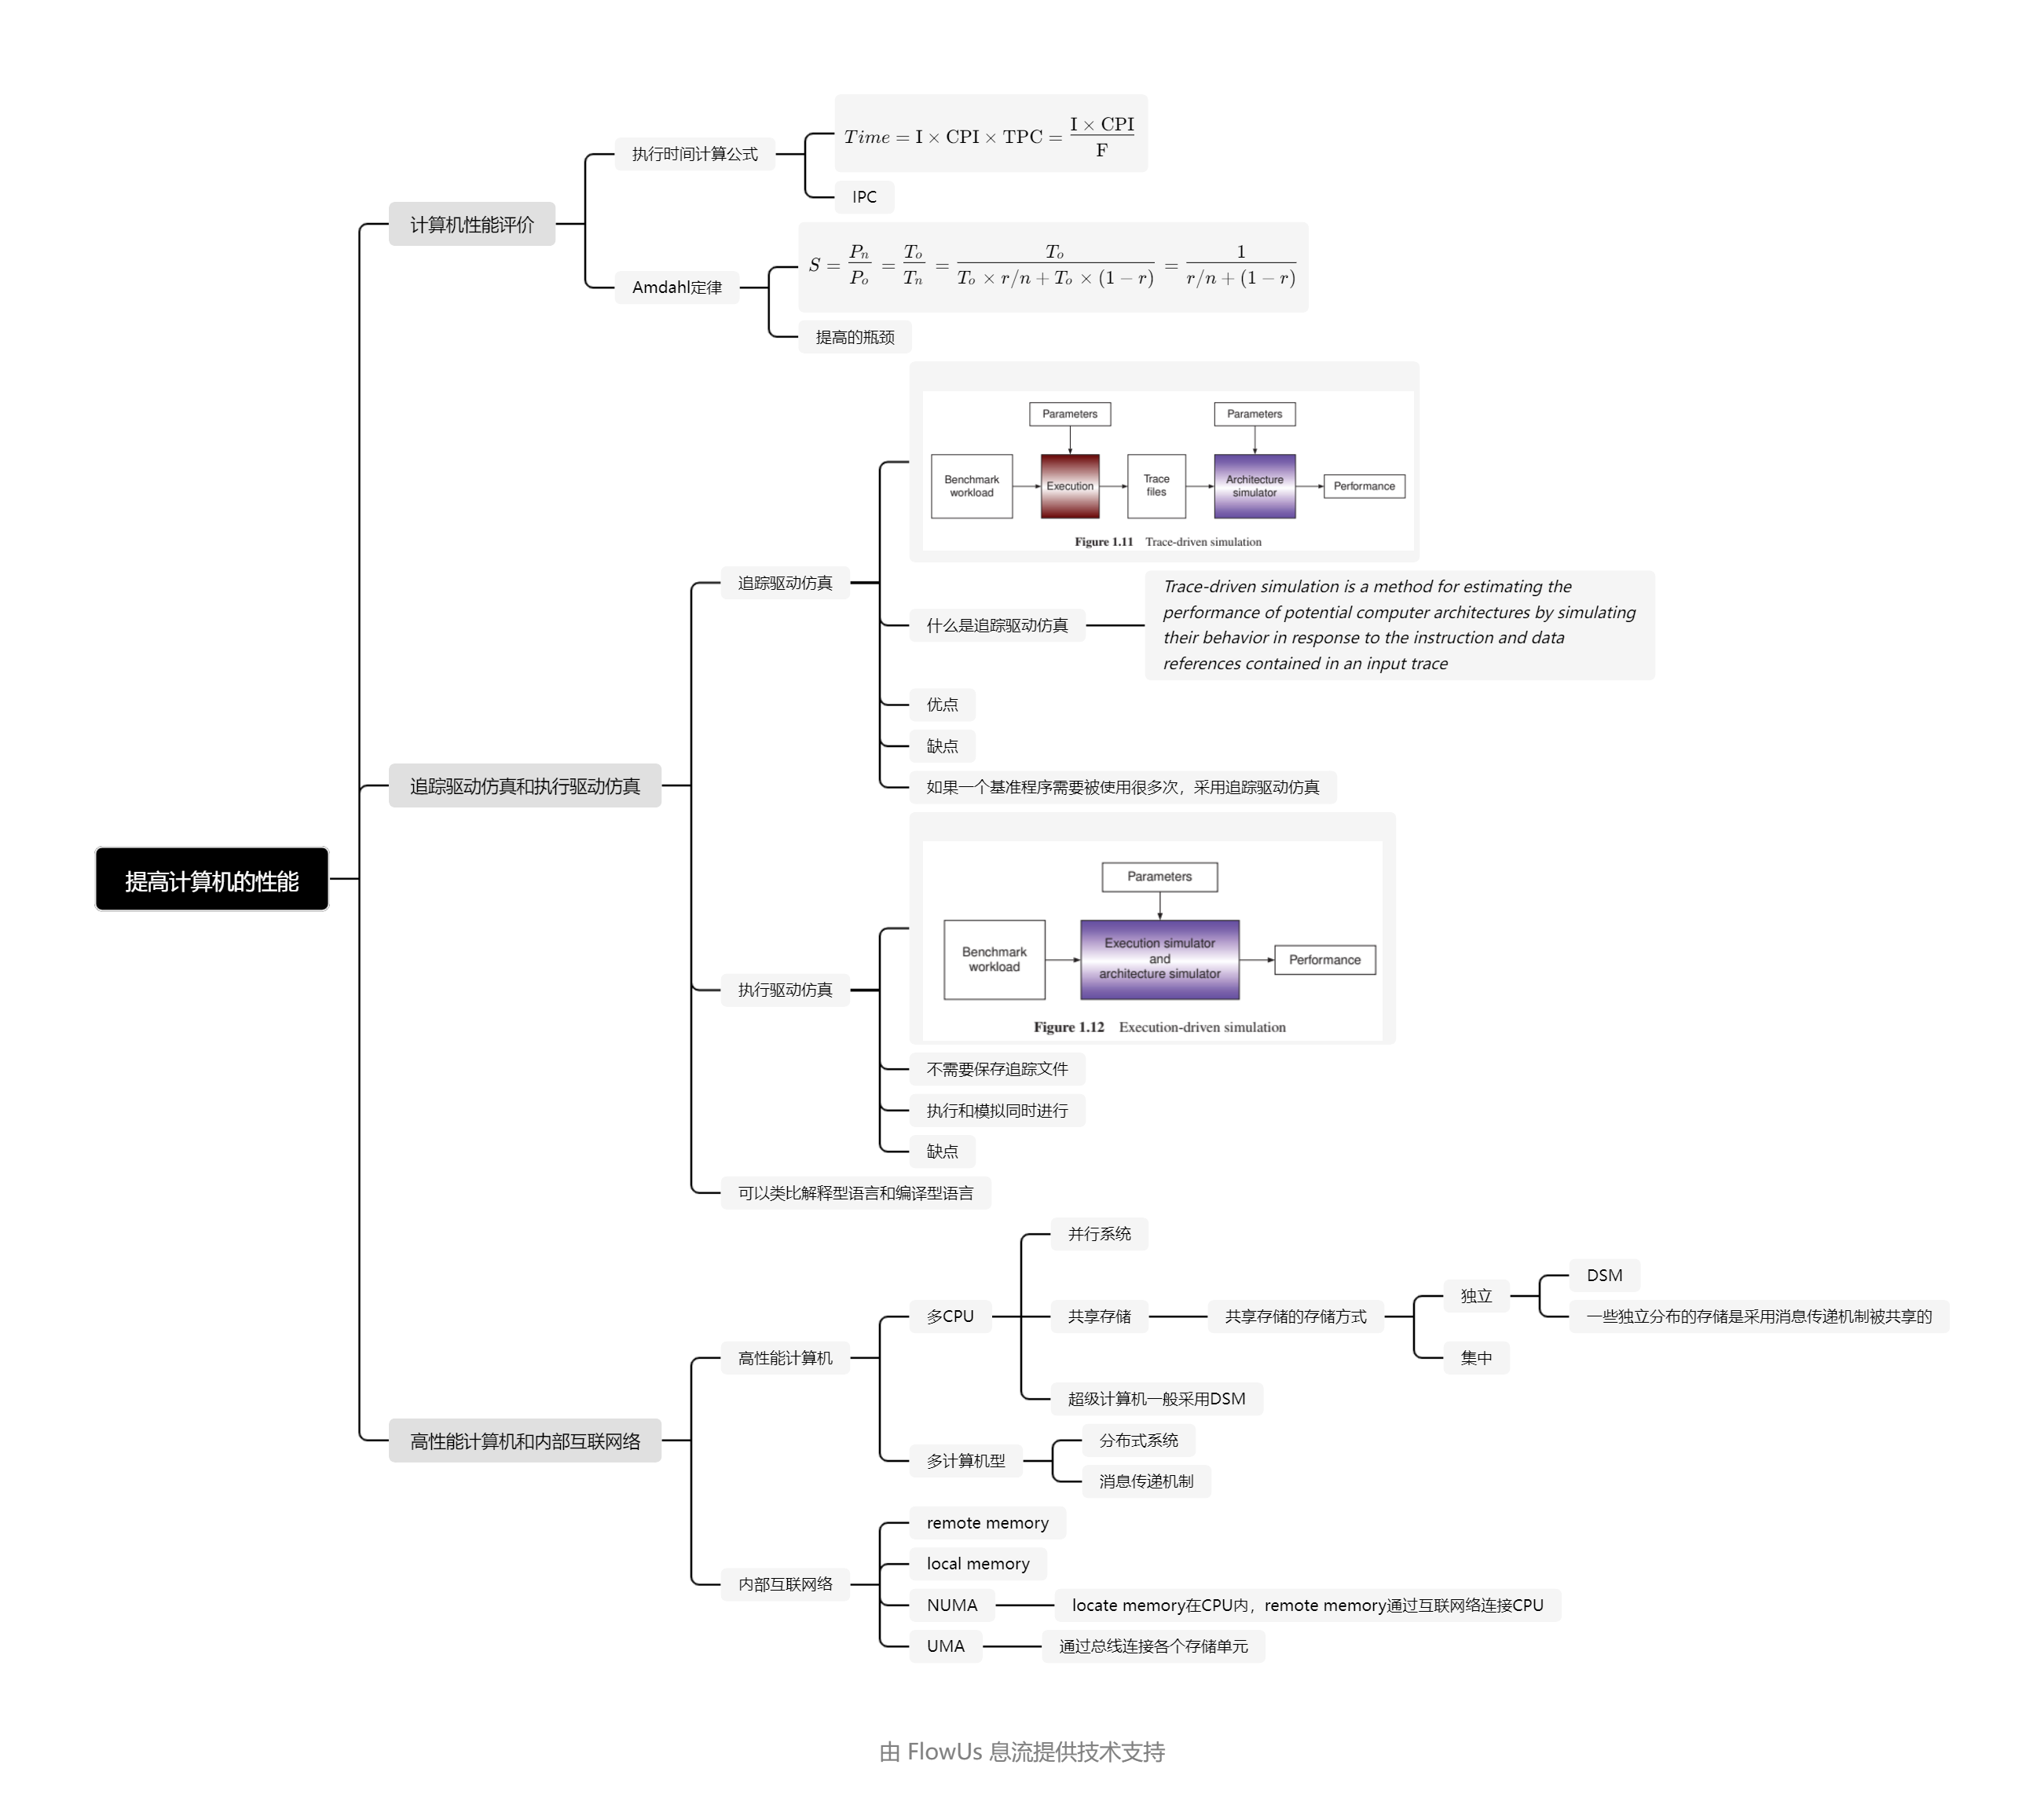 提高计算机的性能
计算机性能评价
执行时间计算公式
Time = I × CPI × TPC = I × CPI / F
IPC
Amdahl定律
S = P_n / P_o = T_o / T_n = T_o / (T_o × r/n + T_o × (1 − r)) = 1 / (r/n + (1 − r))
提高的瓶颈
追踪驱动仿真和执行驱动仿真
追踪驱动仿真
Parameters
Parameters
Benchmark
workload
Execution
Trace
files
Architecture
simulator
Performance
Figure 1.11 Trace-driven simulation
什么是追踪驱动仿真
Trace-driven simulation is a method for estimating the
performance of potential computer architectures by simulating
their behavior in response to the instruction and data
references contained in an input trace
优点
缺点
如果一个基准程序需要被使用很多次，采用追踪驱动仿真
执行驱动仿真
Parameters
Benchmark
workload
Execution simulator
and
architecture simulator
Performance
Figure 1.12 Execution-driven simulation
不需要保存追踪文件
执行和模拟同时进行
缺点
可以类比解释型语言和编译型语言
高性能计算机和内部互联网络
高性能计算机
多CPU
并行系统
共享存储
共享存储的存储方式
独立
DSM
一些独立分布的存储是采用消息传递机制被共享的
集中
超级计算机一般采用DSM
多计算机型
分布式系统
消息传递机制
内部互联网络
remote memory
local memory
NUMA
locate memory在CPU内，remote memory通过互联网络连接CPU
UMA
通过总线连接各个存储单元
由 FlowUs 息流提供技术支持